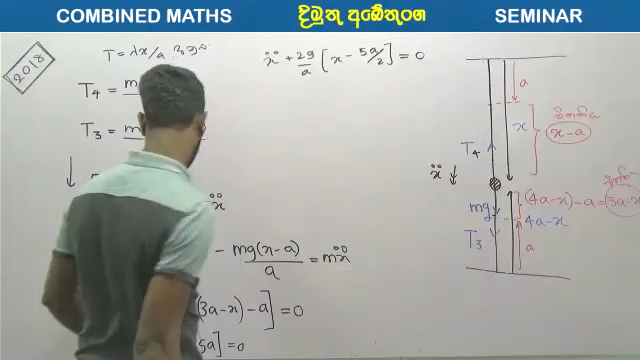 COMBINED MATHS
දිමුතු අබේතුංග
SEMINAR
2018
T = λx/a
T₄ = m
T₃ = m
ẍ
- mg(x-a)/a = mẍ
(3a-x) - a] = 0
5a] = 0
ẍ + 2g/a [x - 5a/2] = 0
a
x
x-a
T₄
ẍ
mg
T₃
(4a-x) - a = 3a-x
4a-x
a